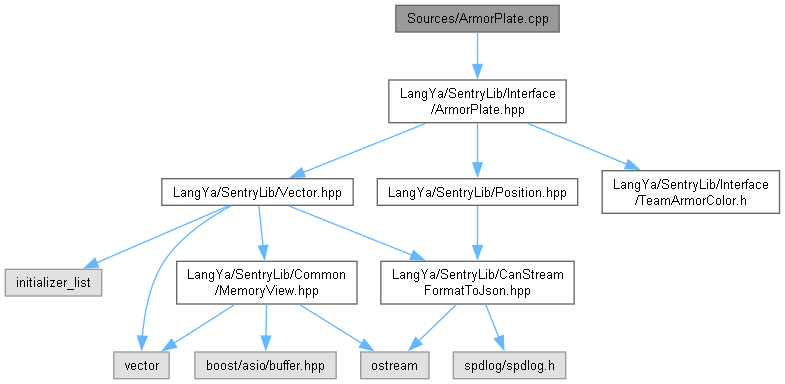 Sources/ArmorPlate.cpp
LangYa/SentryLib/Interface
/ArmorPlate.hpp
LangYa/SentryLib/Vector.hpp
LangYa/SentryLib/Position.hpp
LangYa/SentryLib/Interface
/TeamArmorColor.h
initializer_list
LangYa/SentryLib/Common
/MemoryView.hpp
LangYa/SentryLib/CanStream
FormatToJson.hpp
vector
boost/asio/buffer.hpp
ostream
spdlog/spdlog.h